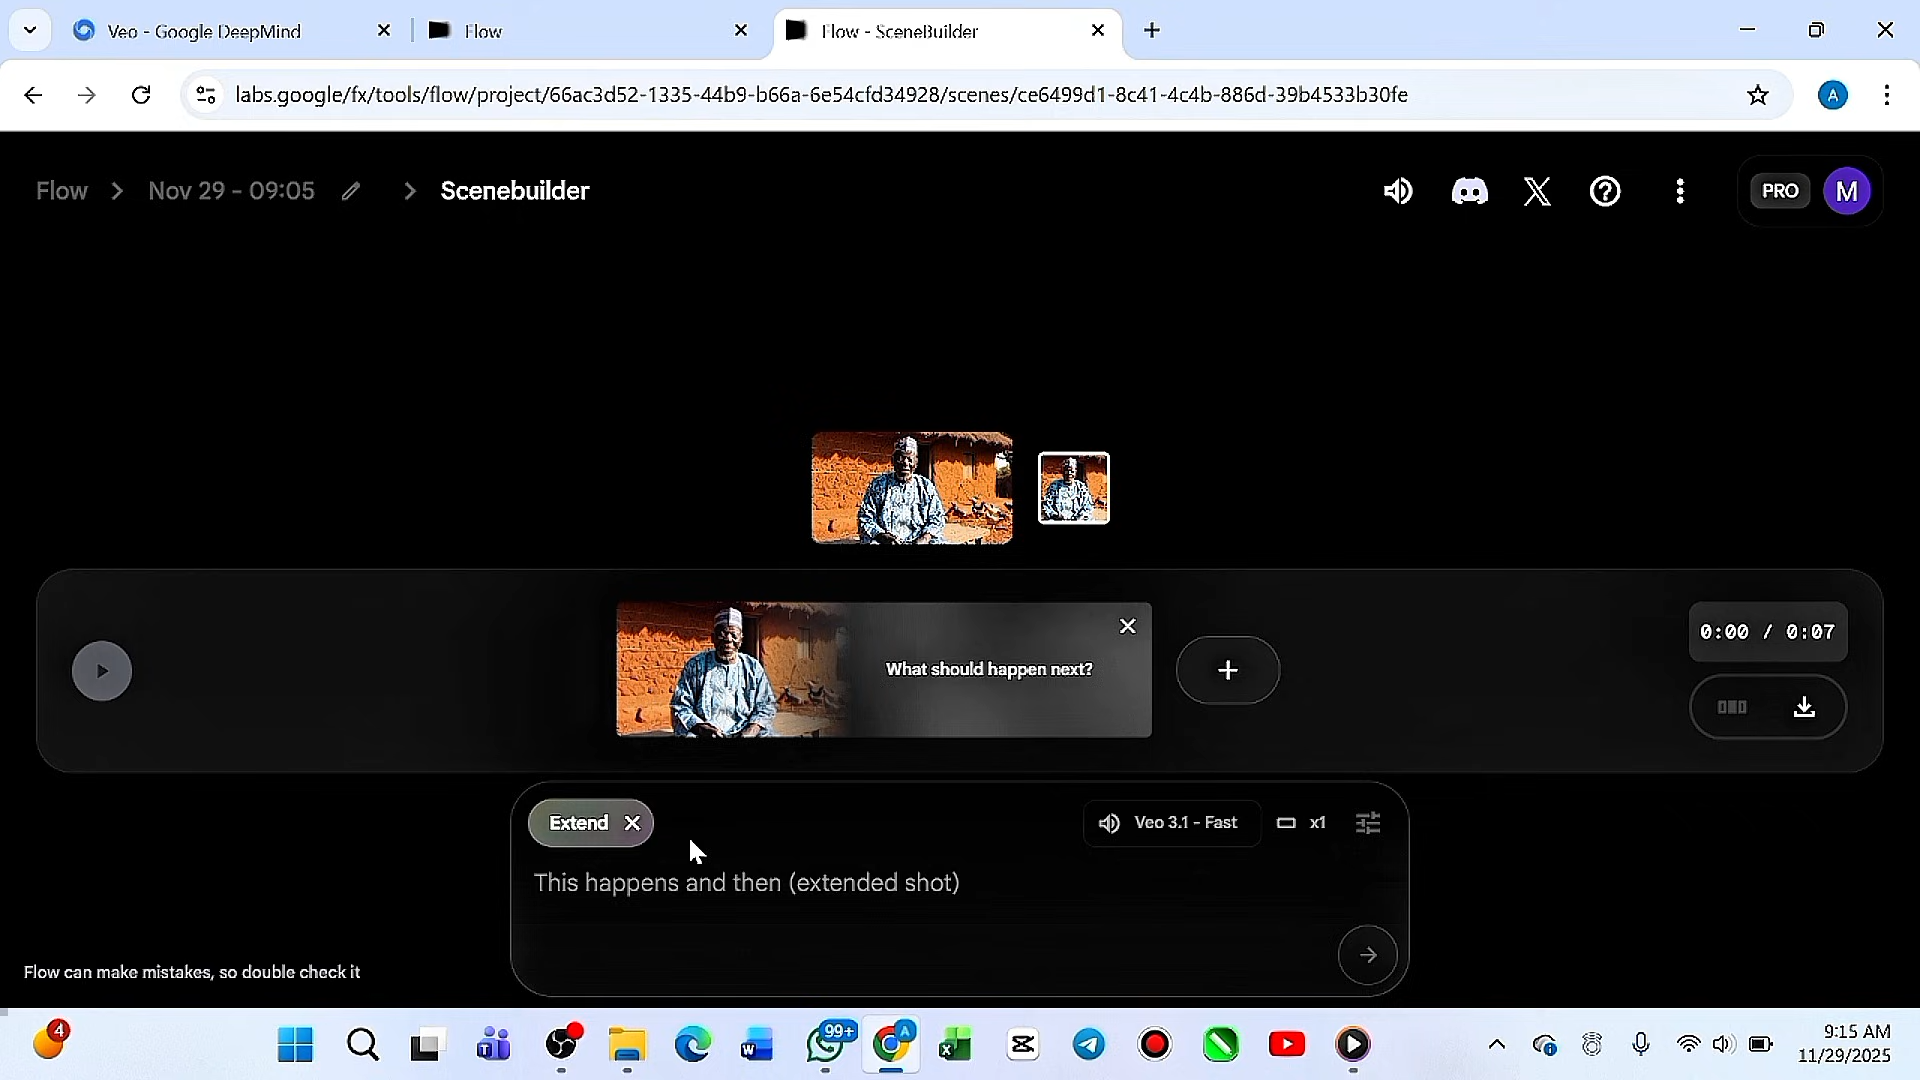 Veo - Google DeepMind
Flow
Flow - SceneBuilder
labs.google/fx/tools/flow/project/66ac3d52-1335-44b9-b66a-6e54cfd34928/scenes/ce6499d1-8c41-4c4b-886d-39b4533b30fe
A
Flow > Nov 29 - 09:05 > Scenebuilder
PRO M
What should happen next?
0:00 / 0:07
Extend
Veo 3.1 - Fast
x1
This happens and then (extended shot)
Flow can make mistakes, so double check it
4
99+
A
9:15 AM
11/29/2025